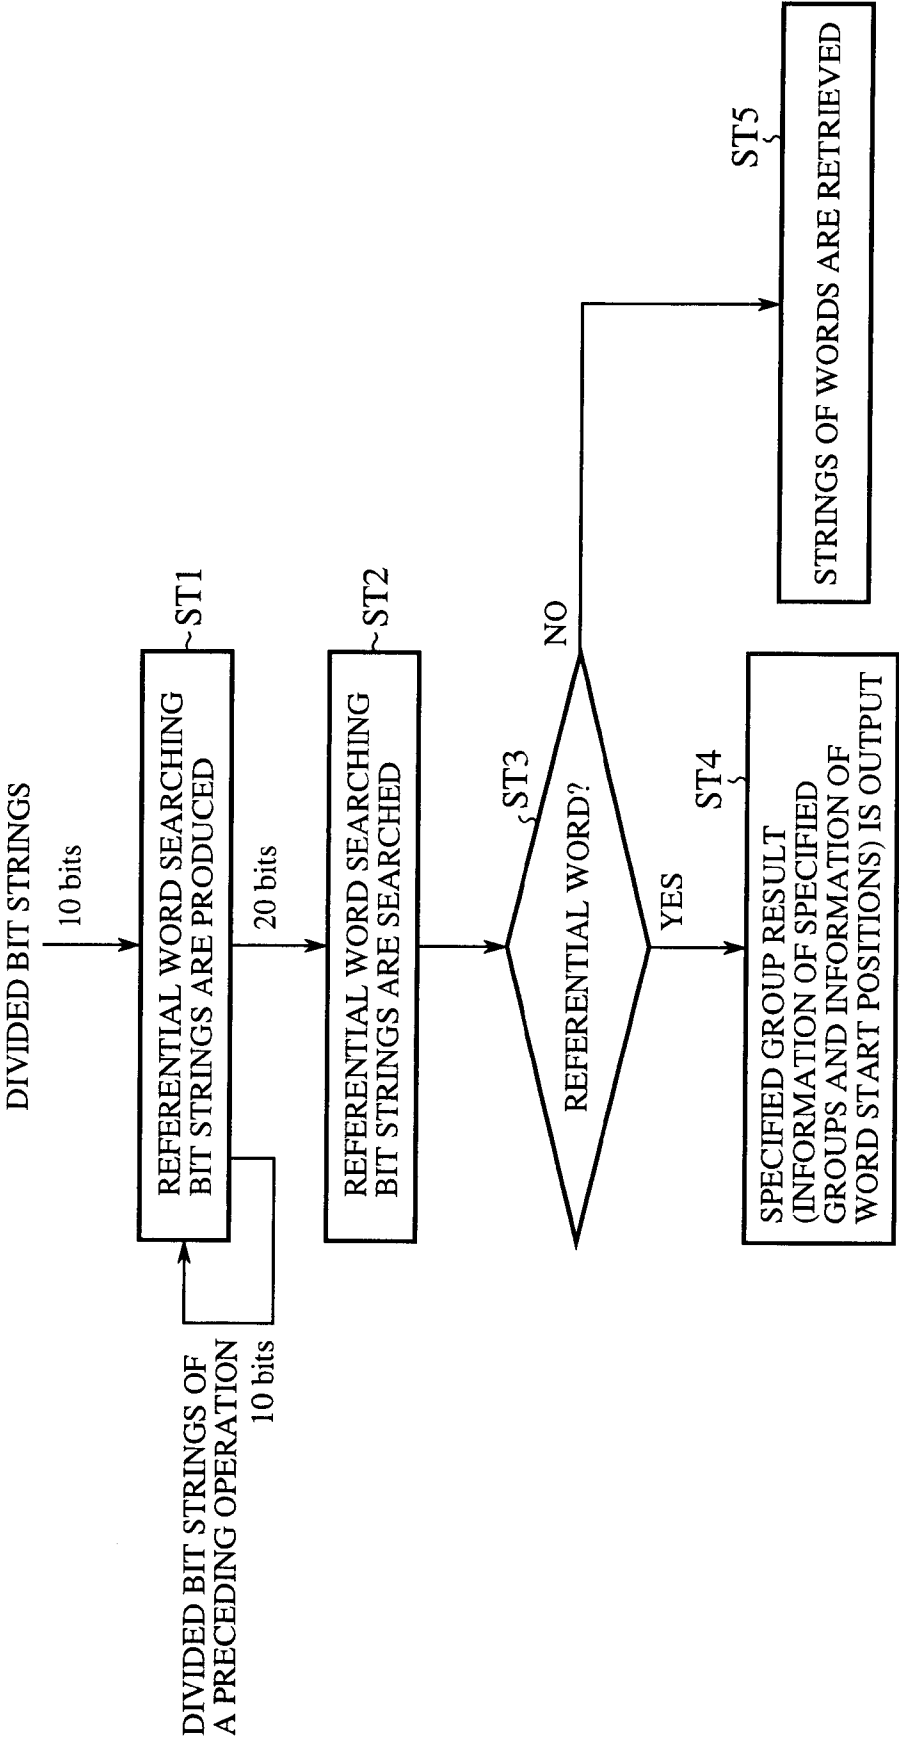 DIVIDED BIT STRINGS
10 bits
DIVIDED BIT STRINGS OF
A PRECEDING OPERATION
10 bits
REFERENTIAL WORD SEARCHING
BIT STRINGS ARE PRODUCED
ST1
20 bits
REFERENTIAL WORD SEARCHING
BIT STRINGS ARE SEARCHED
ST2
ST3
REFERENTIAL WORD?
NO
YES
ST4
SPECIFIED GROUP RESULT
(INFORMATION OF SPECIFIED
GROUPS AND INFORMATION OF
WORD START POSITIONS) IS OUTPUT
ST5
STRINGS OF WORDS ARE RETRIEVED